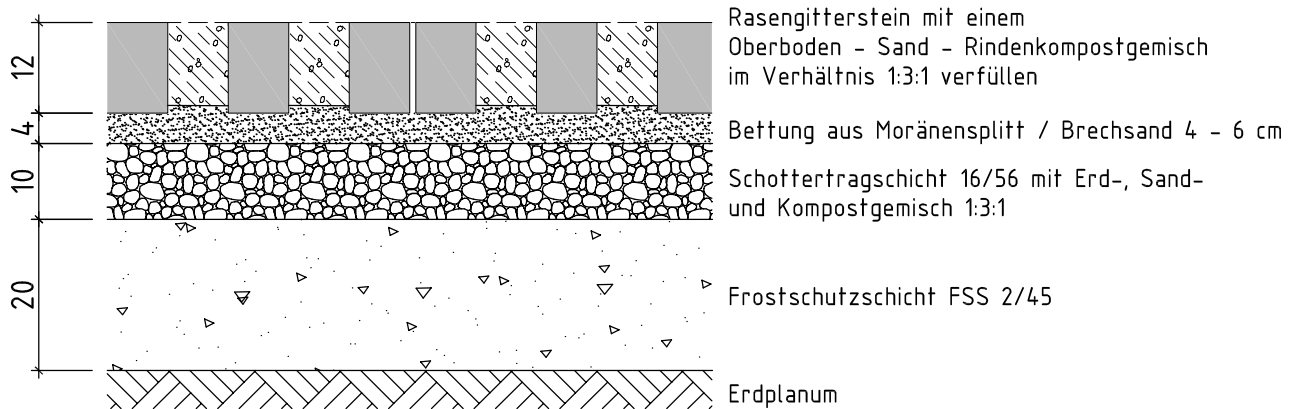 12
Rasengitterstein mit einem
Oberboden - Sand - Rindenkompostgemisch
im Verhältnis 1:3:1 verfüllen
4
Bettung aus Moränensplitt / Brechsand 4 - 6 cm
10
Schottertragschicht 16/56 mit Erd-, Sand-
und Kompostgemisch 1:3:1
20
Frostschutzschicht FSS 2/45
Erdplanum